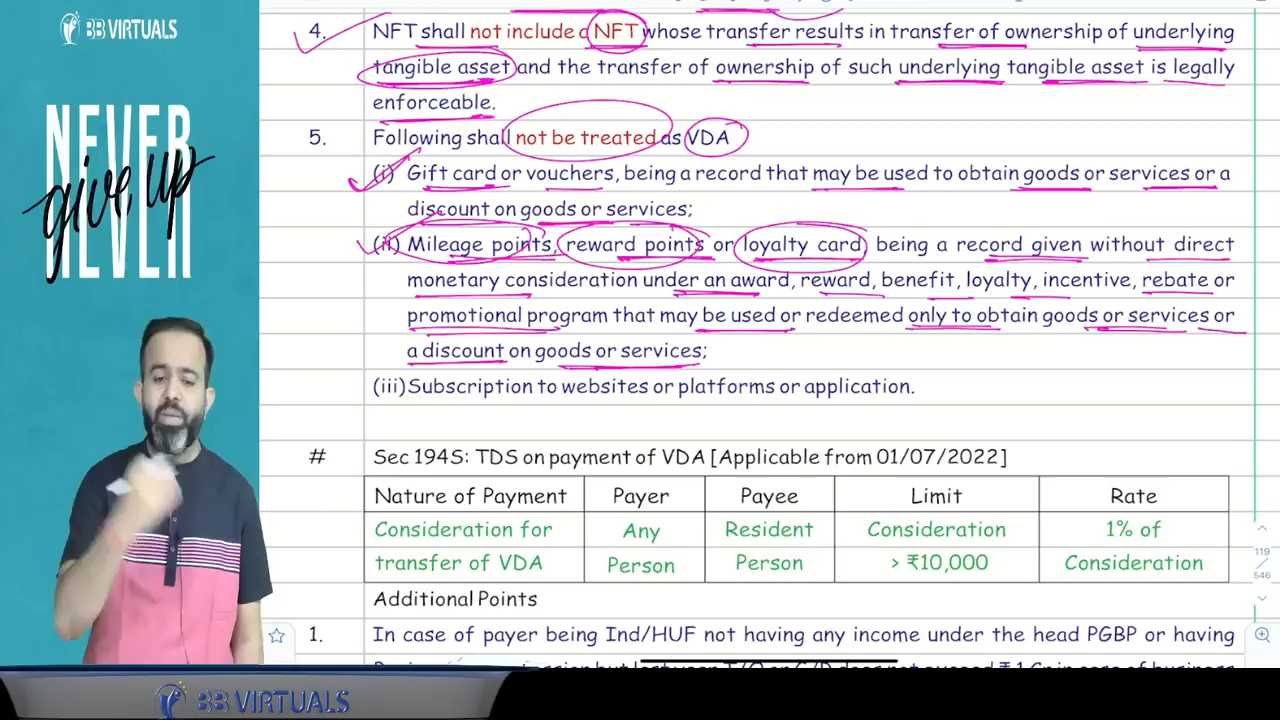 BB VIRTUALS
NEVER
give up
NEVER
4. NFT shall not include a NFT whose transfer results in transfer of ownership of underlying
tangible asset and the transfer of ownership of such underlying tangible asset is legally
enforceable.
5. Following shall not be treated as VDA
(i) Gift card or vouchers, being a record that may be used to obtain goods or services or a
discount on goods or services;
(ii) Mileage points, reward points or loyalty card, being a record given without direct
monetary consideration under an award, reward, benefit, loyalty, incentive, rebate or
promotional program that may be used or redeemed only to obtain goods or services or
a discount on goods or services;
(iii) Subscription to websites or platforms or application.
# Sec 194S: TDS on payment of VDA [Applicable from 01/07/2022]
Nature of Payment Payer Payee Limit Rate
Consideration for Any Resident Consideration 1% of
transfer of VDA Person Person > ₹10,000 Consideration
119
546
Additional Points
1. In case of payer being Ind/HUF not having any income under the head PGBP or having
BB VIRTUALS